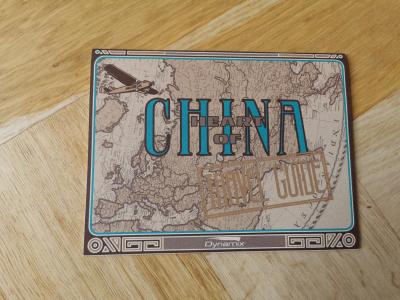 HEART OF
CHINA
TRAVEL GUIDE
Dynamix